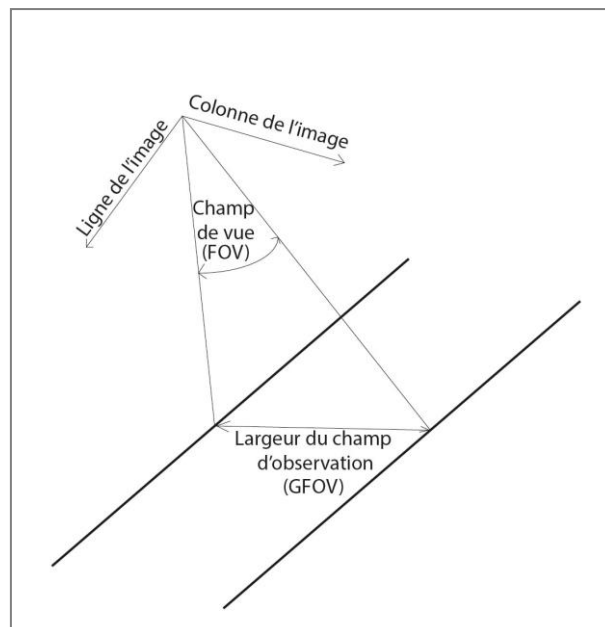 Colonne de l'image
Ligne de l'image
Champ
de vue
(FOV)
Largeur du champ
d'observation
(GFOV)